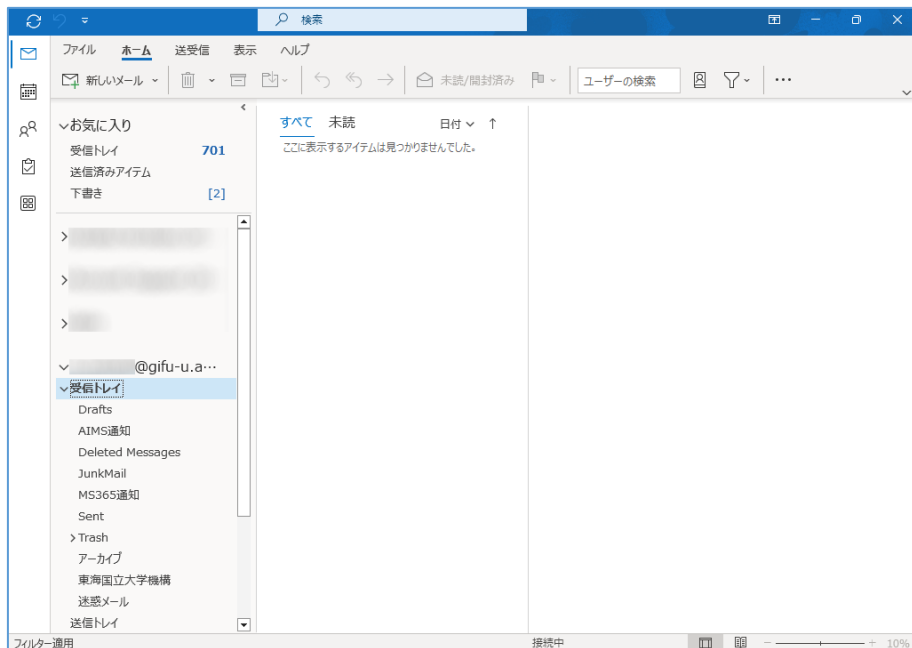 検索
ファイル ホーム 送受信 表示 ヘルプ
新しいメール 未読/開封済み ユーザーの検索 …
お気に入り
受信トレイ 701
送信済みアイテム
下書き [2]
すべて 未読 日付 ↑
ここに表示するアイテムは見つかりませんでした。
@gifu-u.a…
受信トレイ
Drafts
AIMS通知
Deleted Messages
JunkMail
MS365通知
Sent
Trash
アーカイブ
東海国立大学機構
迷惑メール
送信トレイ
フィルター適用 接続中 10%